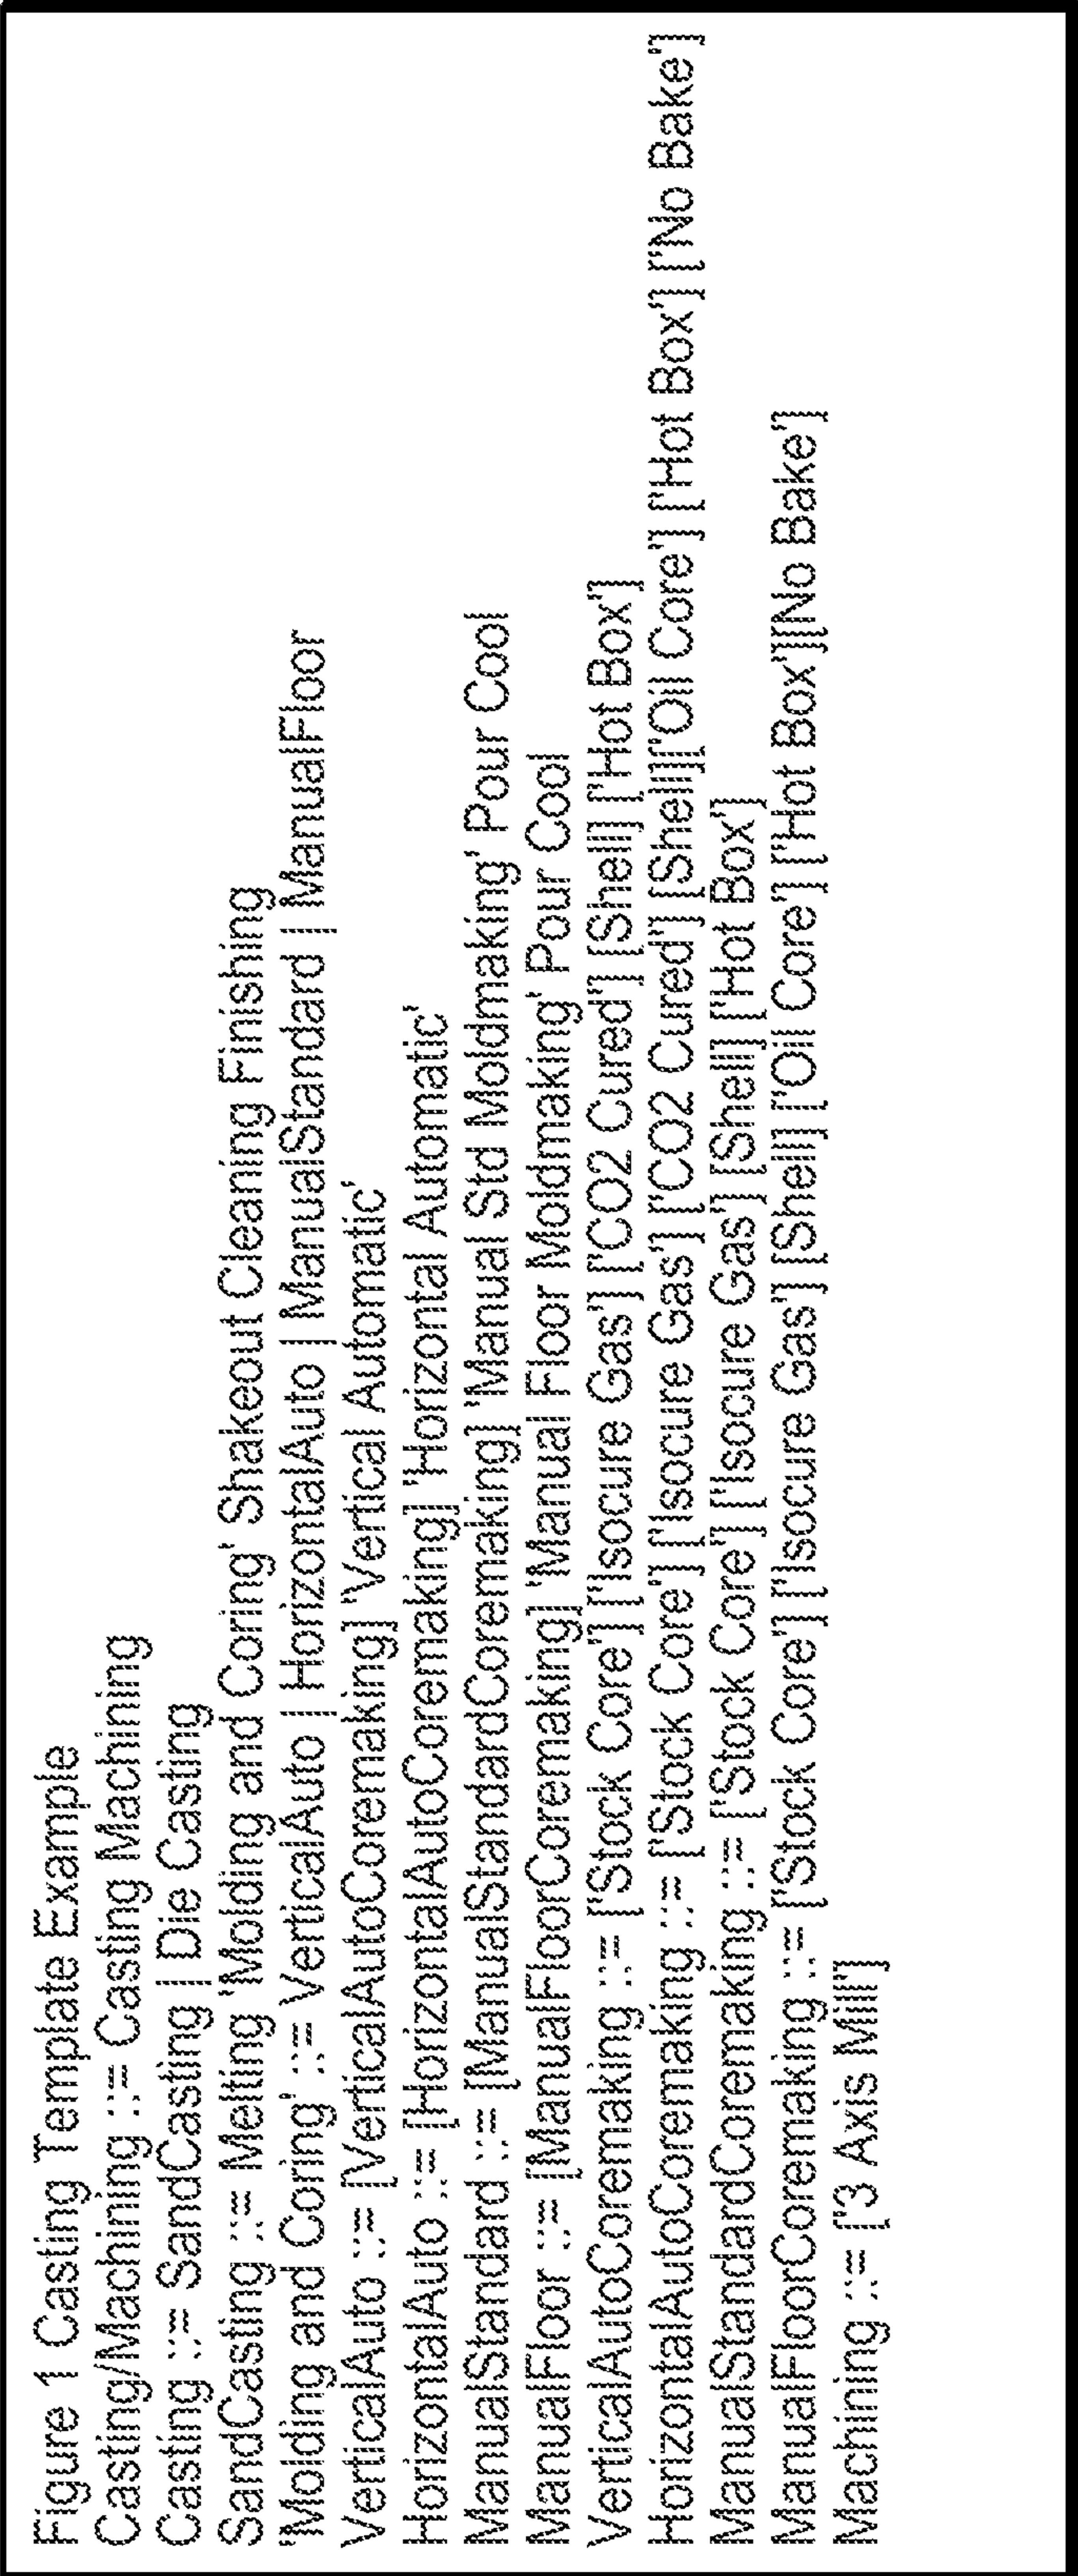 Figure 1 Casting Template Example
Casting/Machining ::= Casting Machining
Casting ::= SandCasting | Die Casting
SandCasting ::= Melting 'Molding and Coring' Shakeout Cleaning Finishing
'Molding and Coring' ::= VerticalAuto | HorizontalAuto | ManualStandard | ManualFloor
VerticalAuto ::= [VerticalAutoCoremaking] 'Vertical Automatic'
HorizontalAuto ::= [HorizontalAutoCoremaking] 'Horizontal Automatic'
ManualStandard ::= [ManualStandardCoremaking] 'Manual Std Moldmaking' Pour Cool
ManualFloor ::= [ManualFloorCoremaking] 'Manual Floor Moldmaking' Pour Cool
VerticalAutoCoremaking ::= ['Stock Core'] ['Isocure Gas'] ['CO2 Cured'] [Shell] ['Hot Box']
HorizontalAutoCoremaking ::= ['Stock Core'] ['Isocure Gas'] ['CO2 Cured'] [Shell]['Oil Core'] ['Hot Box'] ['No Bake']
ManualStandardCoremaking ::= ['Stock Core'] ['Isocure Gas'] [Shell] ['Hot Box']
ManualFloorCoremaking ::= ['Stock Core'] ['Isocure Gas'] [Shell] ['Oil Core'] ['Hot Box'][No Bake']
Machining ::= ['3 Axis Mill']